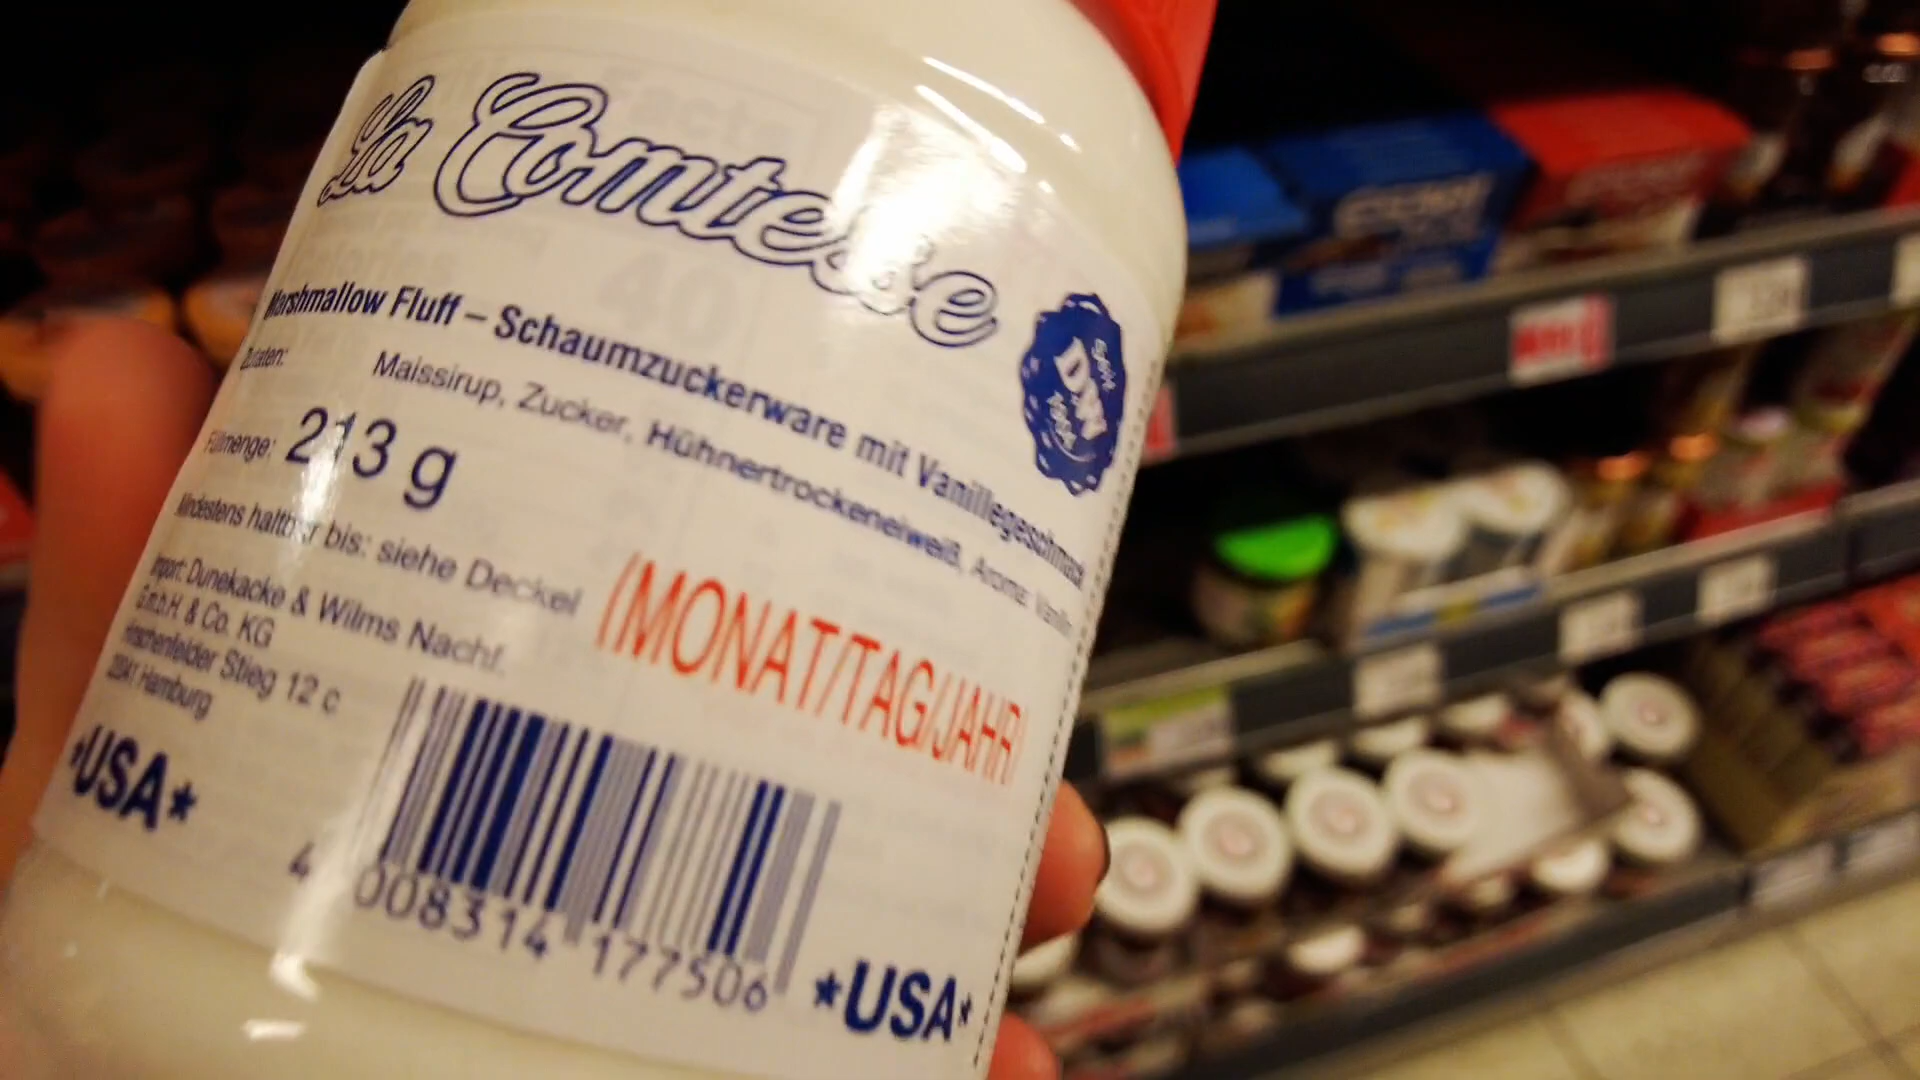 La Comtesse
Marshmallow Fluff – Schaumzuckerware mit Vanillegeschmack
Zutaten: Maissirup, Zucker, Hühnertrockeneiweiß, Aroma: Vanillin
Füllmenge: 213 g
Mindestens haltbar bis: siehe Deckel
(MONAT/TAG/JAHR)
Import: Dunekacke & Wilms Nachf.
G.m.b.H. & Co. KG
Stieg 12 c
Hamburg
*USA*
4 008314 177506
*USA*